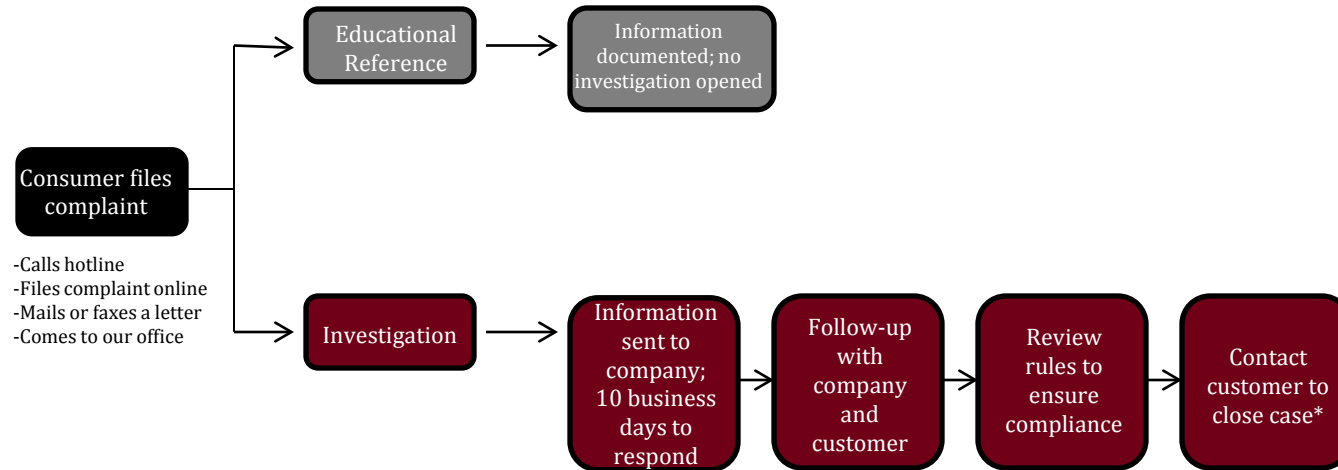 Educational
Reference
Information
documented; no
investigation opened
Consumer files
complaint
-Calls hotline
-Files complaint online
-Mails or faxes a letter
-Comes to our office
Investigation
Information
sent to
company;
10 business
days to
respond
Follow-up
with
company
and
customer
Review
rules to
ensure
compliance
Contact
customer to
close case*